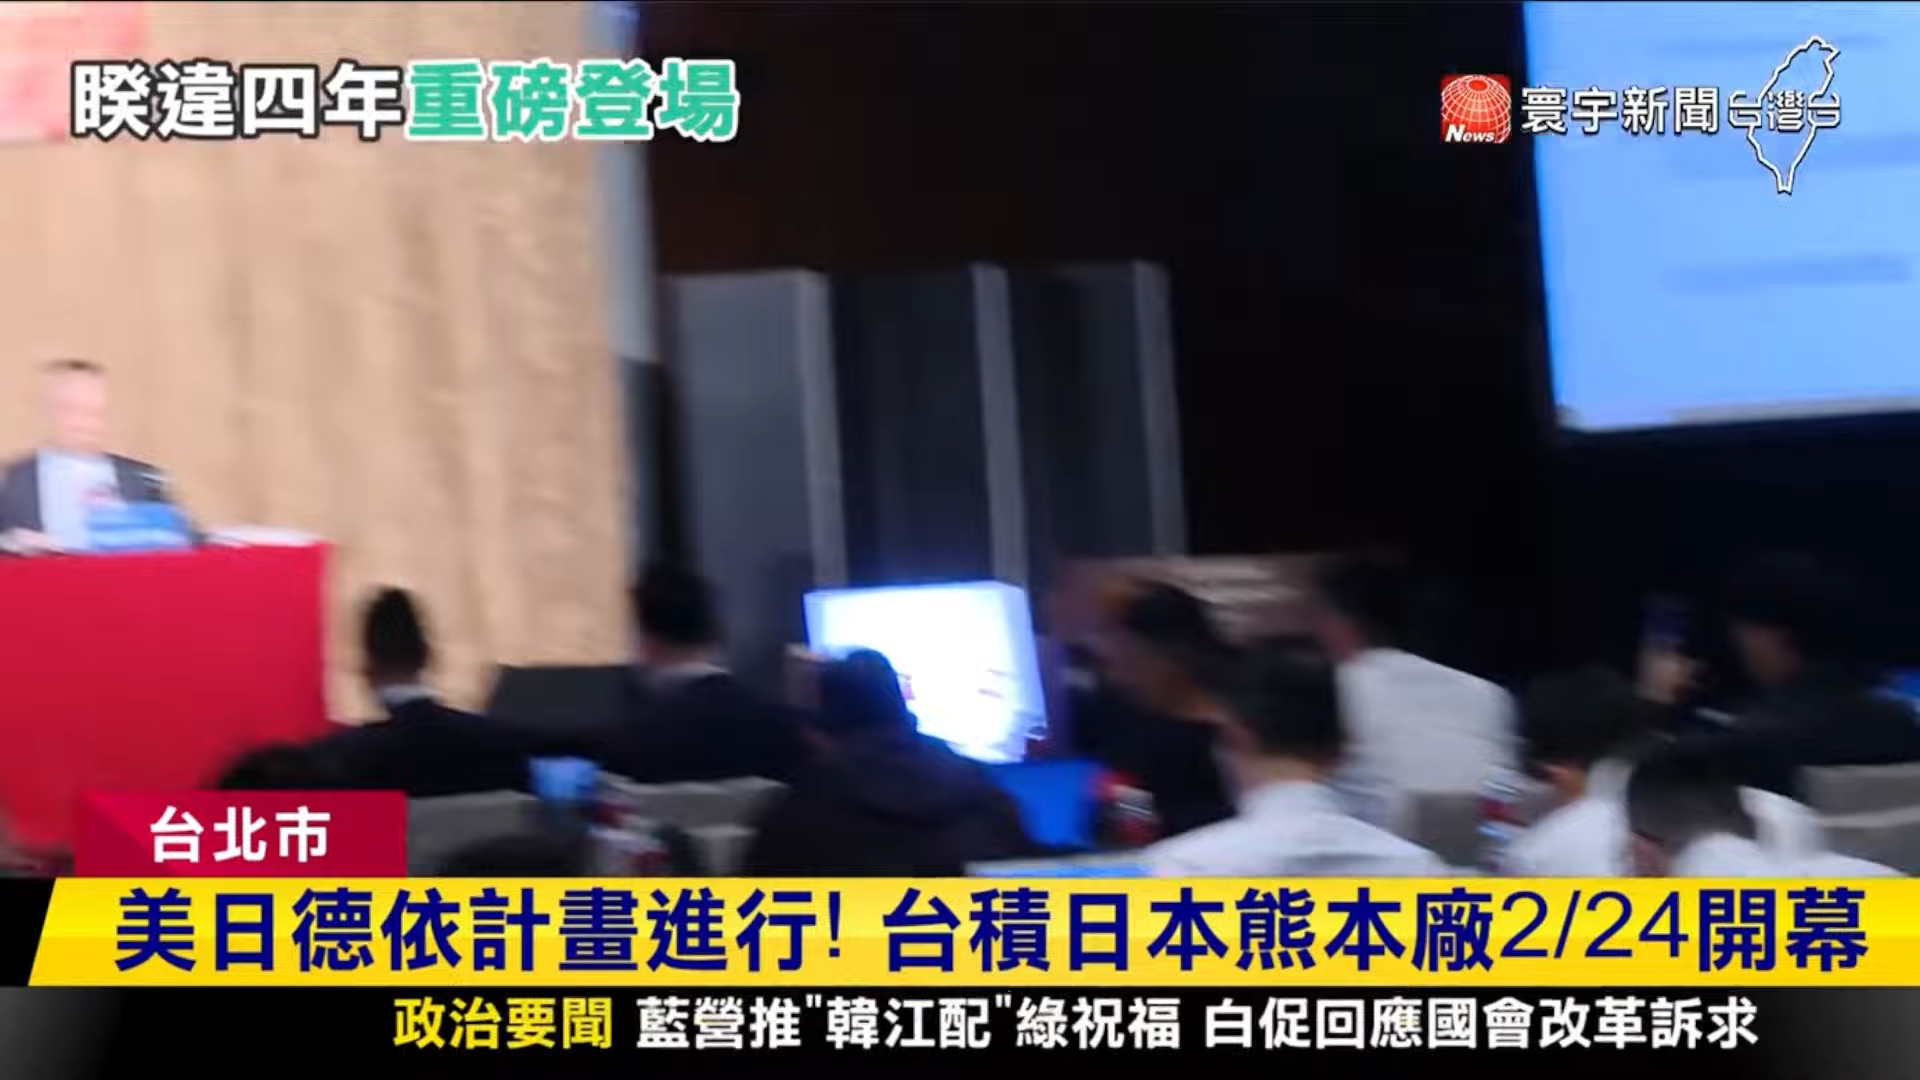 睽違四年重磅登場
News 寰宇新聞 台灣台
台北市
美日德依計畫進行! 台積日本熊本廠2/24開幕
政治要聞 藍營推"韓江配"綠祝福 白促回應國會改革訴求